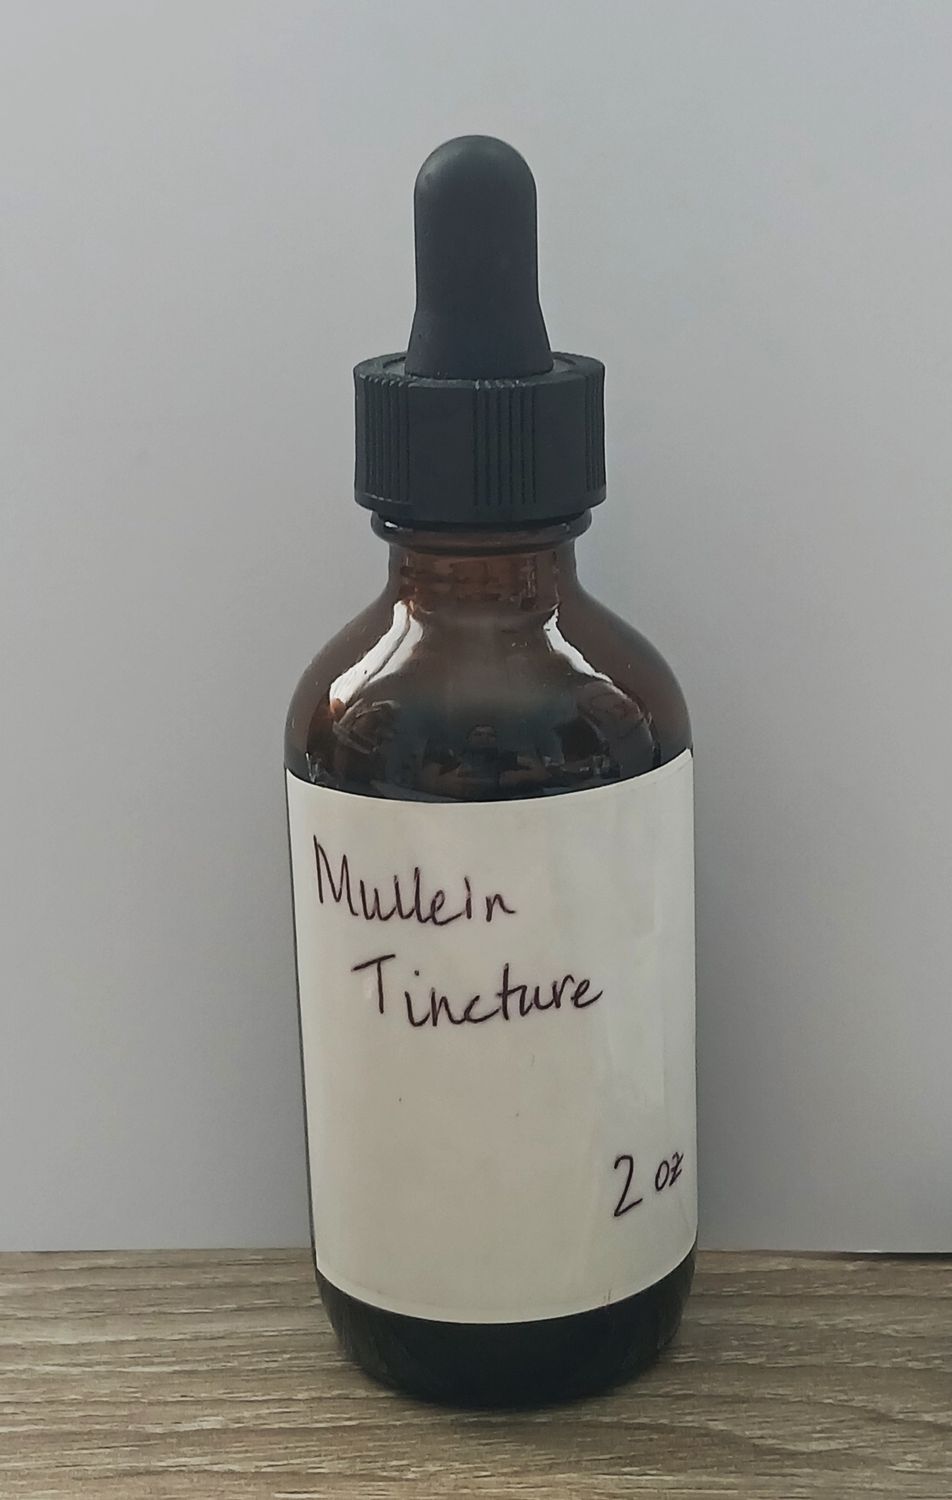 Mullein
Tincture
2 oz